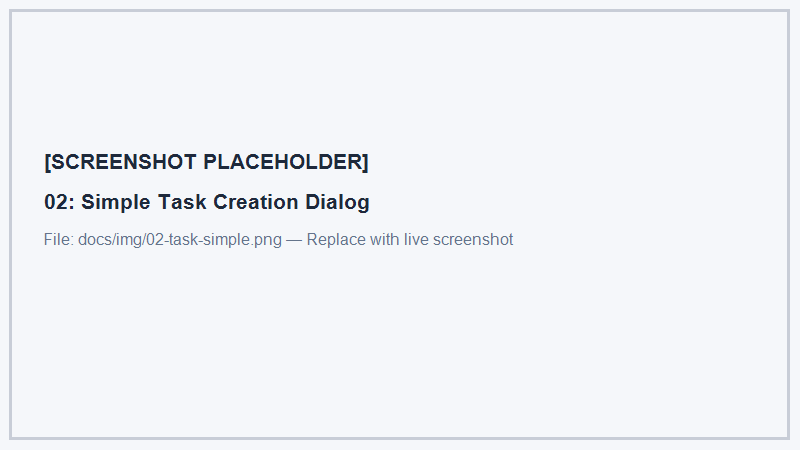 [SCREENSHOT PLACEHOLDER]
02: Simple Task Creation Dialog
File: docs/img/02-task-simple.png — Replace with live screenshot